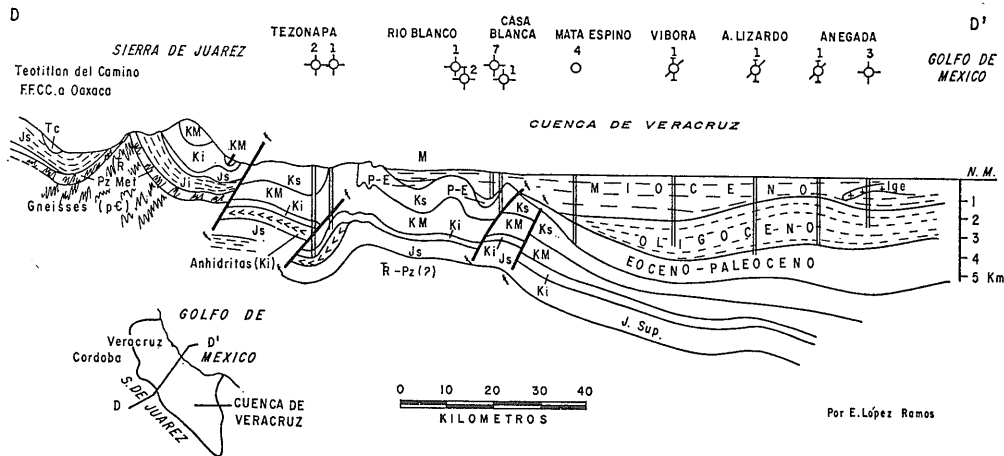 D
D'
SIERRA DE JUAREZ
TEZONAPA
2 1
RIO BLANCO
1
2
CASA
BLANCA
7
1
MATA ESPINO
4
VIBORA
1
A. LIZARDO
1
ANEGADA
1 3
GOLFO DE
MEXICO
Teotitlan del Camino
F.F.C.C. a Oaxaca
CUENCA DE VERACRUZ
Js
Tc
KM
Ki
KM
Js
Ji
R
Pz Met
Gneisses (p€)
Ks
KM
Ki
Js
Anhidritas (Ki)
M
P-E
P-E
Ks
KM
Ki
Js
R-Pz (?)
Ks
KM
Ki
Js
Ks
KM
Ki
J. Sup.
MIOCENO
Ige
OLIGOCENO
EOCENO-PALEOCENO
N. M.
1
2
3
4
5 Km
GOLFO DE
MEXICO
Veracruz
Cordoba
D'
D
S. DE JUAREZ
CUENCA DE
VERACRUZ
0 10 20 30 40
KILOMETROS
Por E. López Ramos